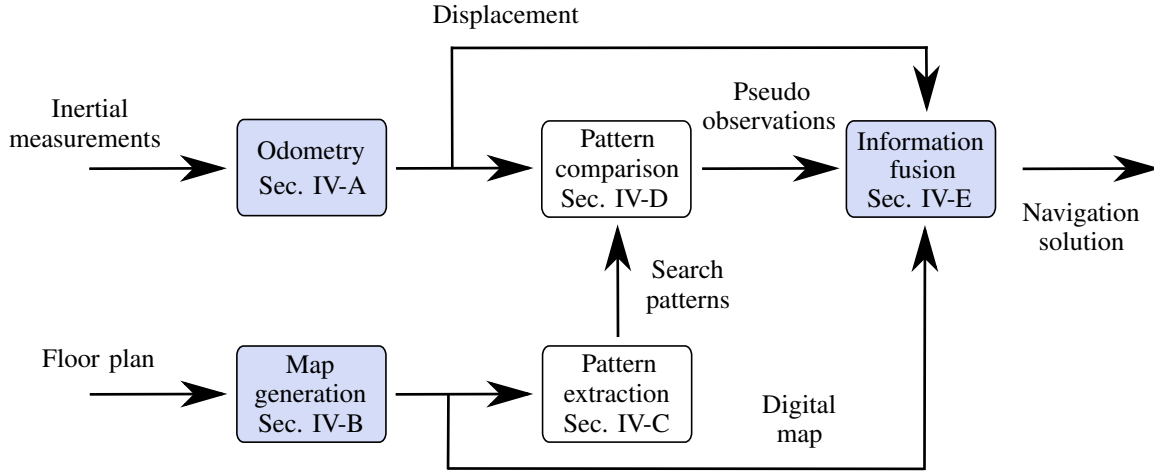 Displacement
Inertial
measurements
Odometry
Sec. IV-A
Pattern
comparison
Sec. IV-D
Pseudo
observations
Information
fusion
Sec. IV-E
Navigation
solution
Search
patterns
Floor plan
Map
generation
Sec. IV-B
Pattern
extraction
Sec. IV-C
Digital
map